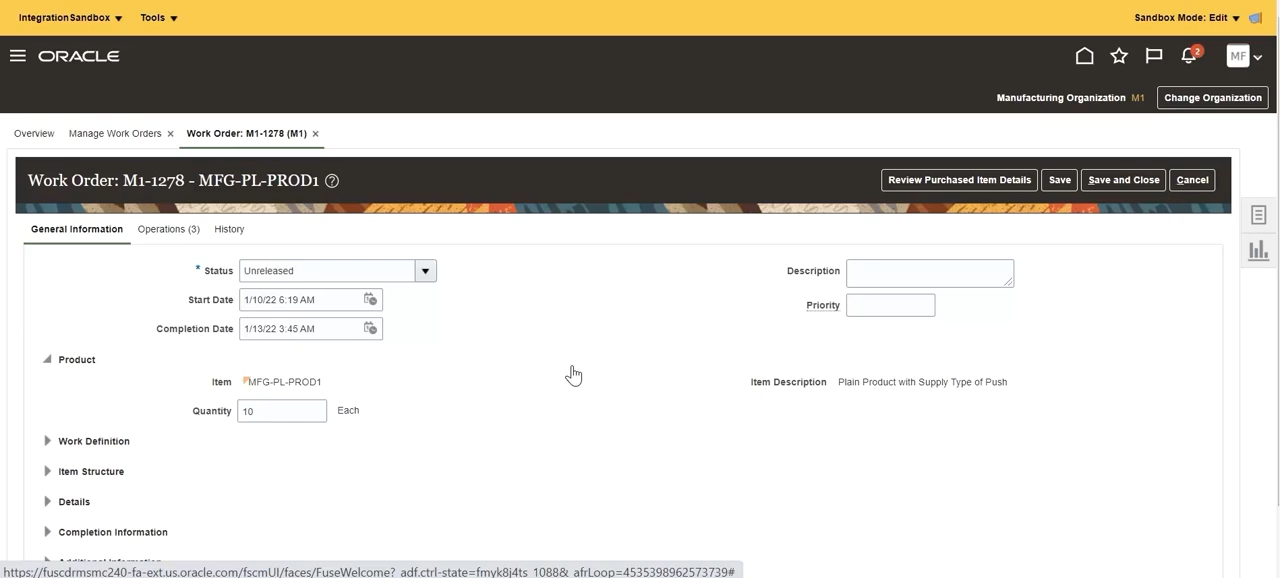 IntegrationSandbox Tools Sandbox Mode: Edit
ORACLE 2 MF
Manufacturing Organization M1 Change Organization
Overview Manage Work Orders × Work Order: M1-1278 (M1) ×
Work Order: M1-1278 - MFG-PL-PROD1 ? Review Purchased Item Details Save Save and Close Cancel
General Information Operations (3) History
* Status Unreleased Description
Start Date 1/10/22 6:19 AM Priority
Completion Date 1/13/22 3:45 AM
Product
Item MFG-PL-PROD1 Item Description Plain Product with Supply Type of Push
Quantity 10 Each
Work Definition
Item Structure
Details
Completion Information
Additional Information
https://fuscdrmsmc240-fa-ext.us.oracle.com/fscmUI/faces/FuseWelcome?_adf.ctrl-state=fmyk8j4ts_1088&_afrLoop=4535398962573739#